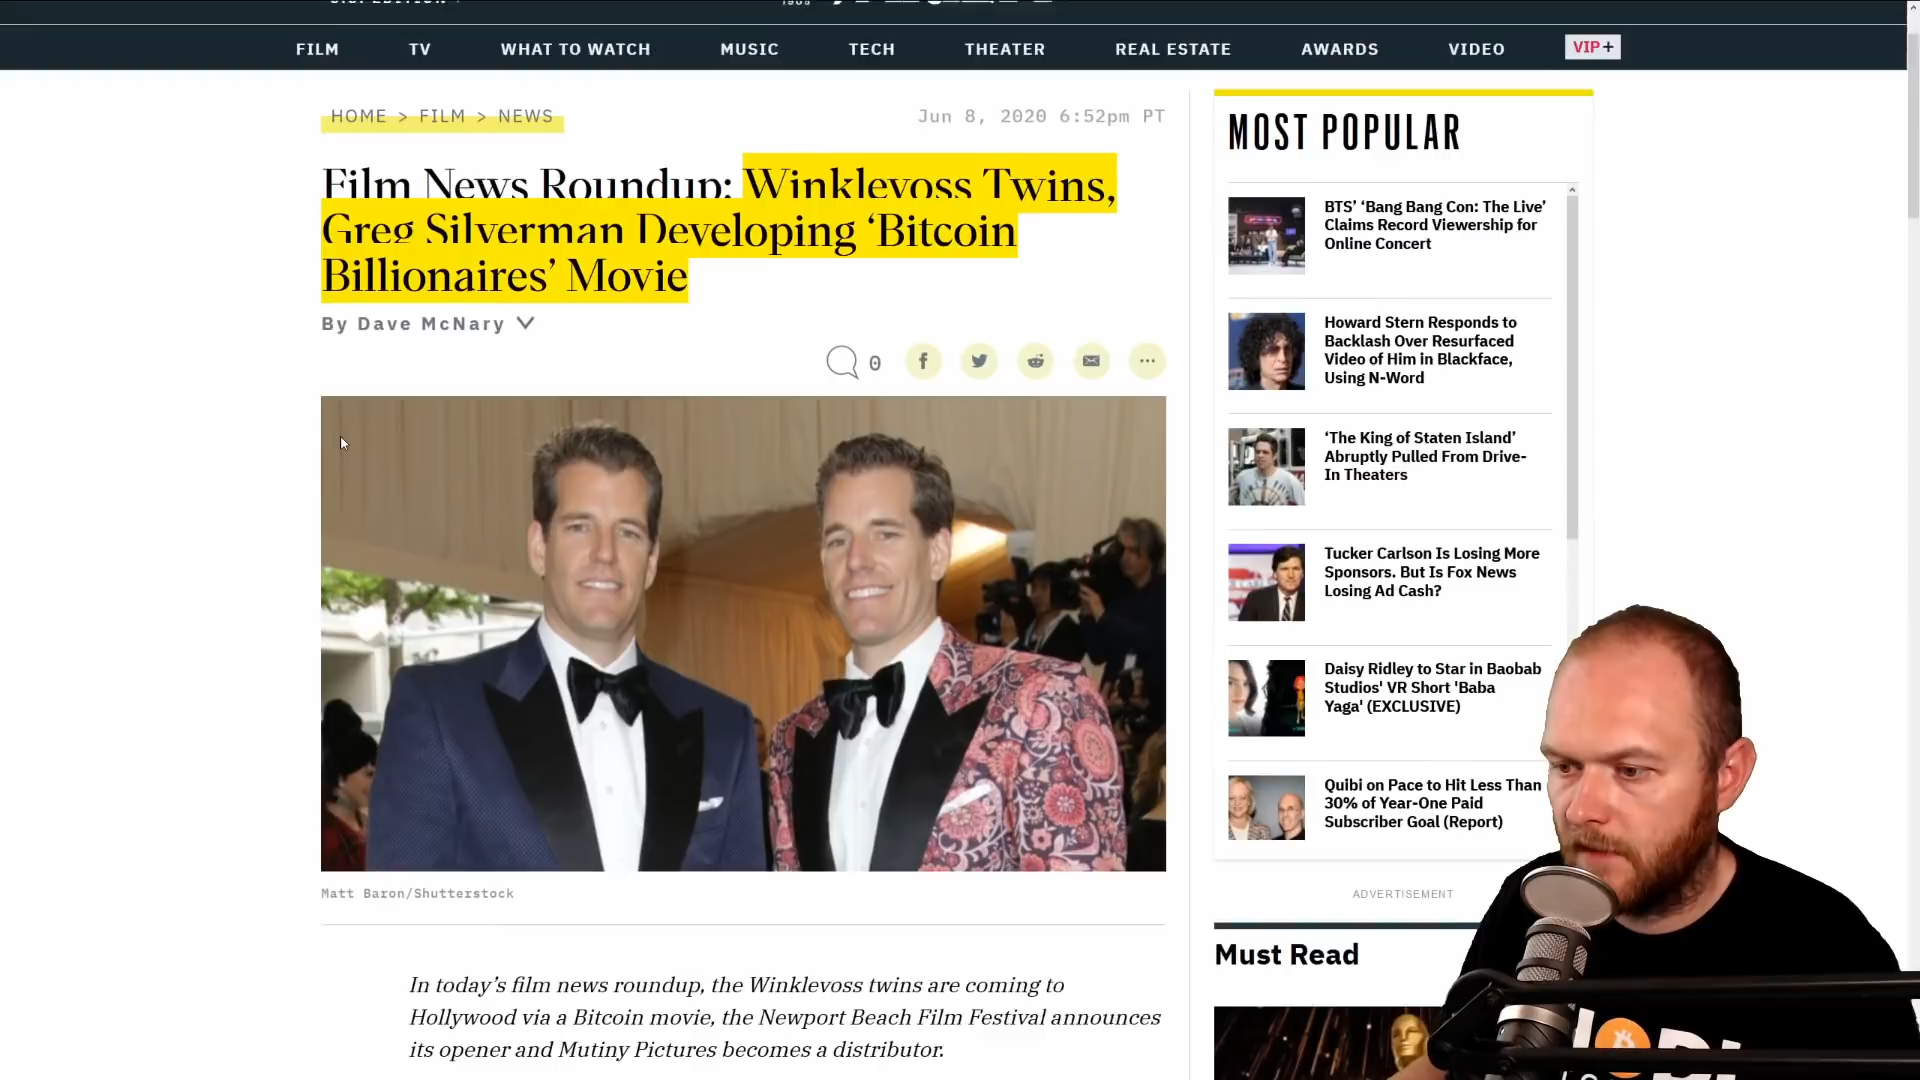 FILM TV WHAT TO WATCH MUSIC TECH THEATER REAL ESTATE AWARDS VIDEO VIP+
HOME > FILM > NEWS
Jun 8, 2020 6:52pm PT
Film News Roundup: Winklevoss Twins,
Greg Silverman Developing ‘Bitcoin
Billionaires’ Movie
By Dave McNary
0
Matt Baron/Shutterstock
In today’s film news roundup, the Winklevoss twins are coming to
Hollywood via a Bitcoin movie, the Newport Beach Film Festival announces
its opener and Mutiny Pictures becomes a distributor.
MOST POPULAR
BTS’ ‘Bang Bang Con: The Live’
Claims Record Viewership for
Online Concert
Howard Stern Responds to
Backlash Over Resurfaced
Video of Him in Blackface,
Using N-Word
‘The King of Staten Island’
Abruptly Pulled From Drive-
In Theaters
Tucker Carlson Is Losing More
Sponsors. But Is Fox News
Losing Ad Cash?
Daisy Ridley to Star in Baobab
Studios' VR Short 'Baba
Yaga' (EXCLUSIVE)
Quibi on Pace to Hit Less Than
30% of Year-One Paid
Subscriber Goal (Report)
ADVERTISEMENT
Must Read